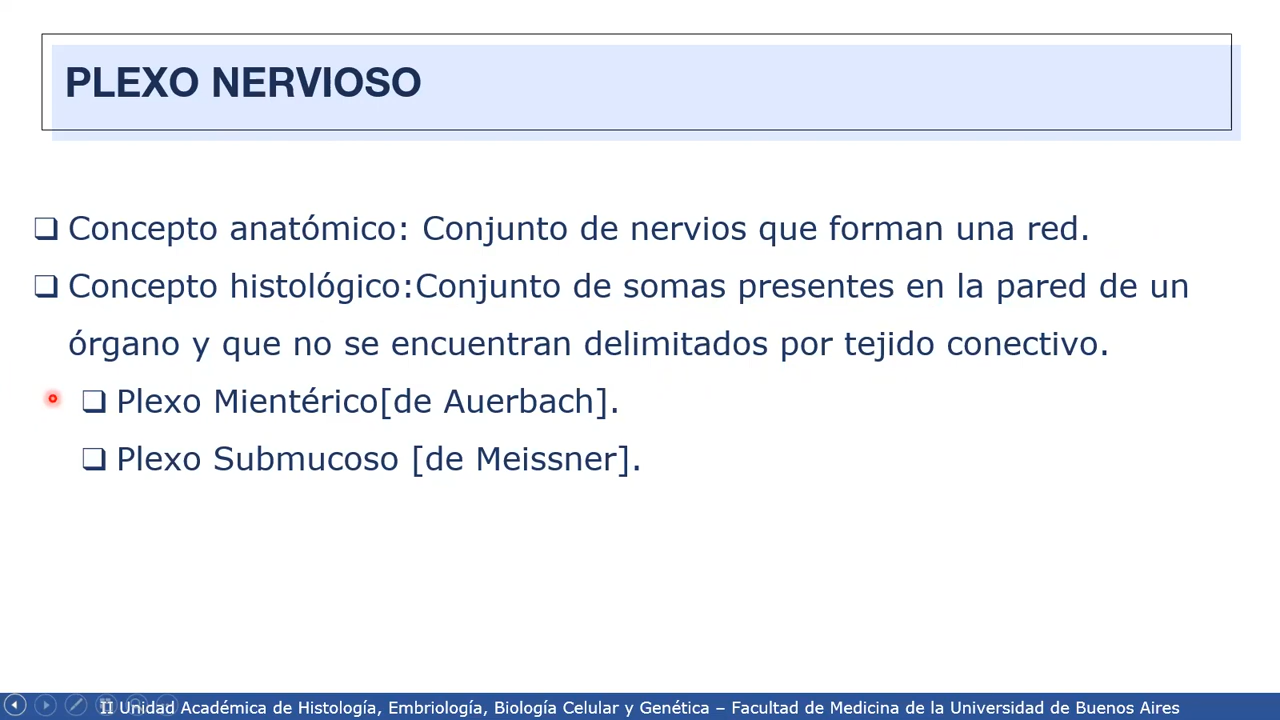 PLEXO NERVIOSO
❑ Concepto anatómico: Conjunto de nervios que forman una red.
❑ Concepto histológico:Conjunto de somas presentes en la pared de un
órgano y que no se encuentran delimitados por tejido conectivo.
❑ Plexo Mientérico[de Auerbach].
❑ Plexo Submucoso [de Meissner].
II Unidad Académica de Histología, Embriología, Biología Celular y Genética – Facultad de Medicina de la Universidad de Buenos Aires